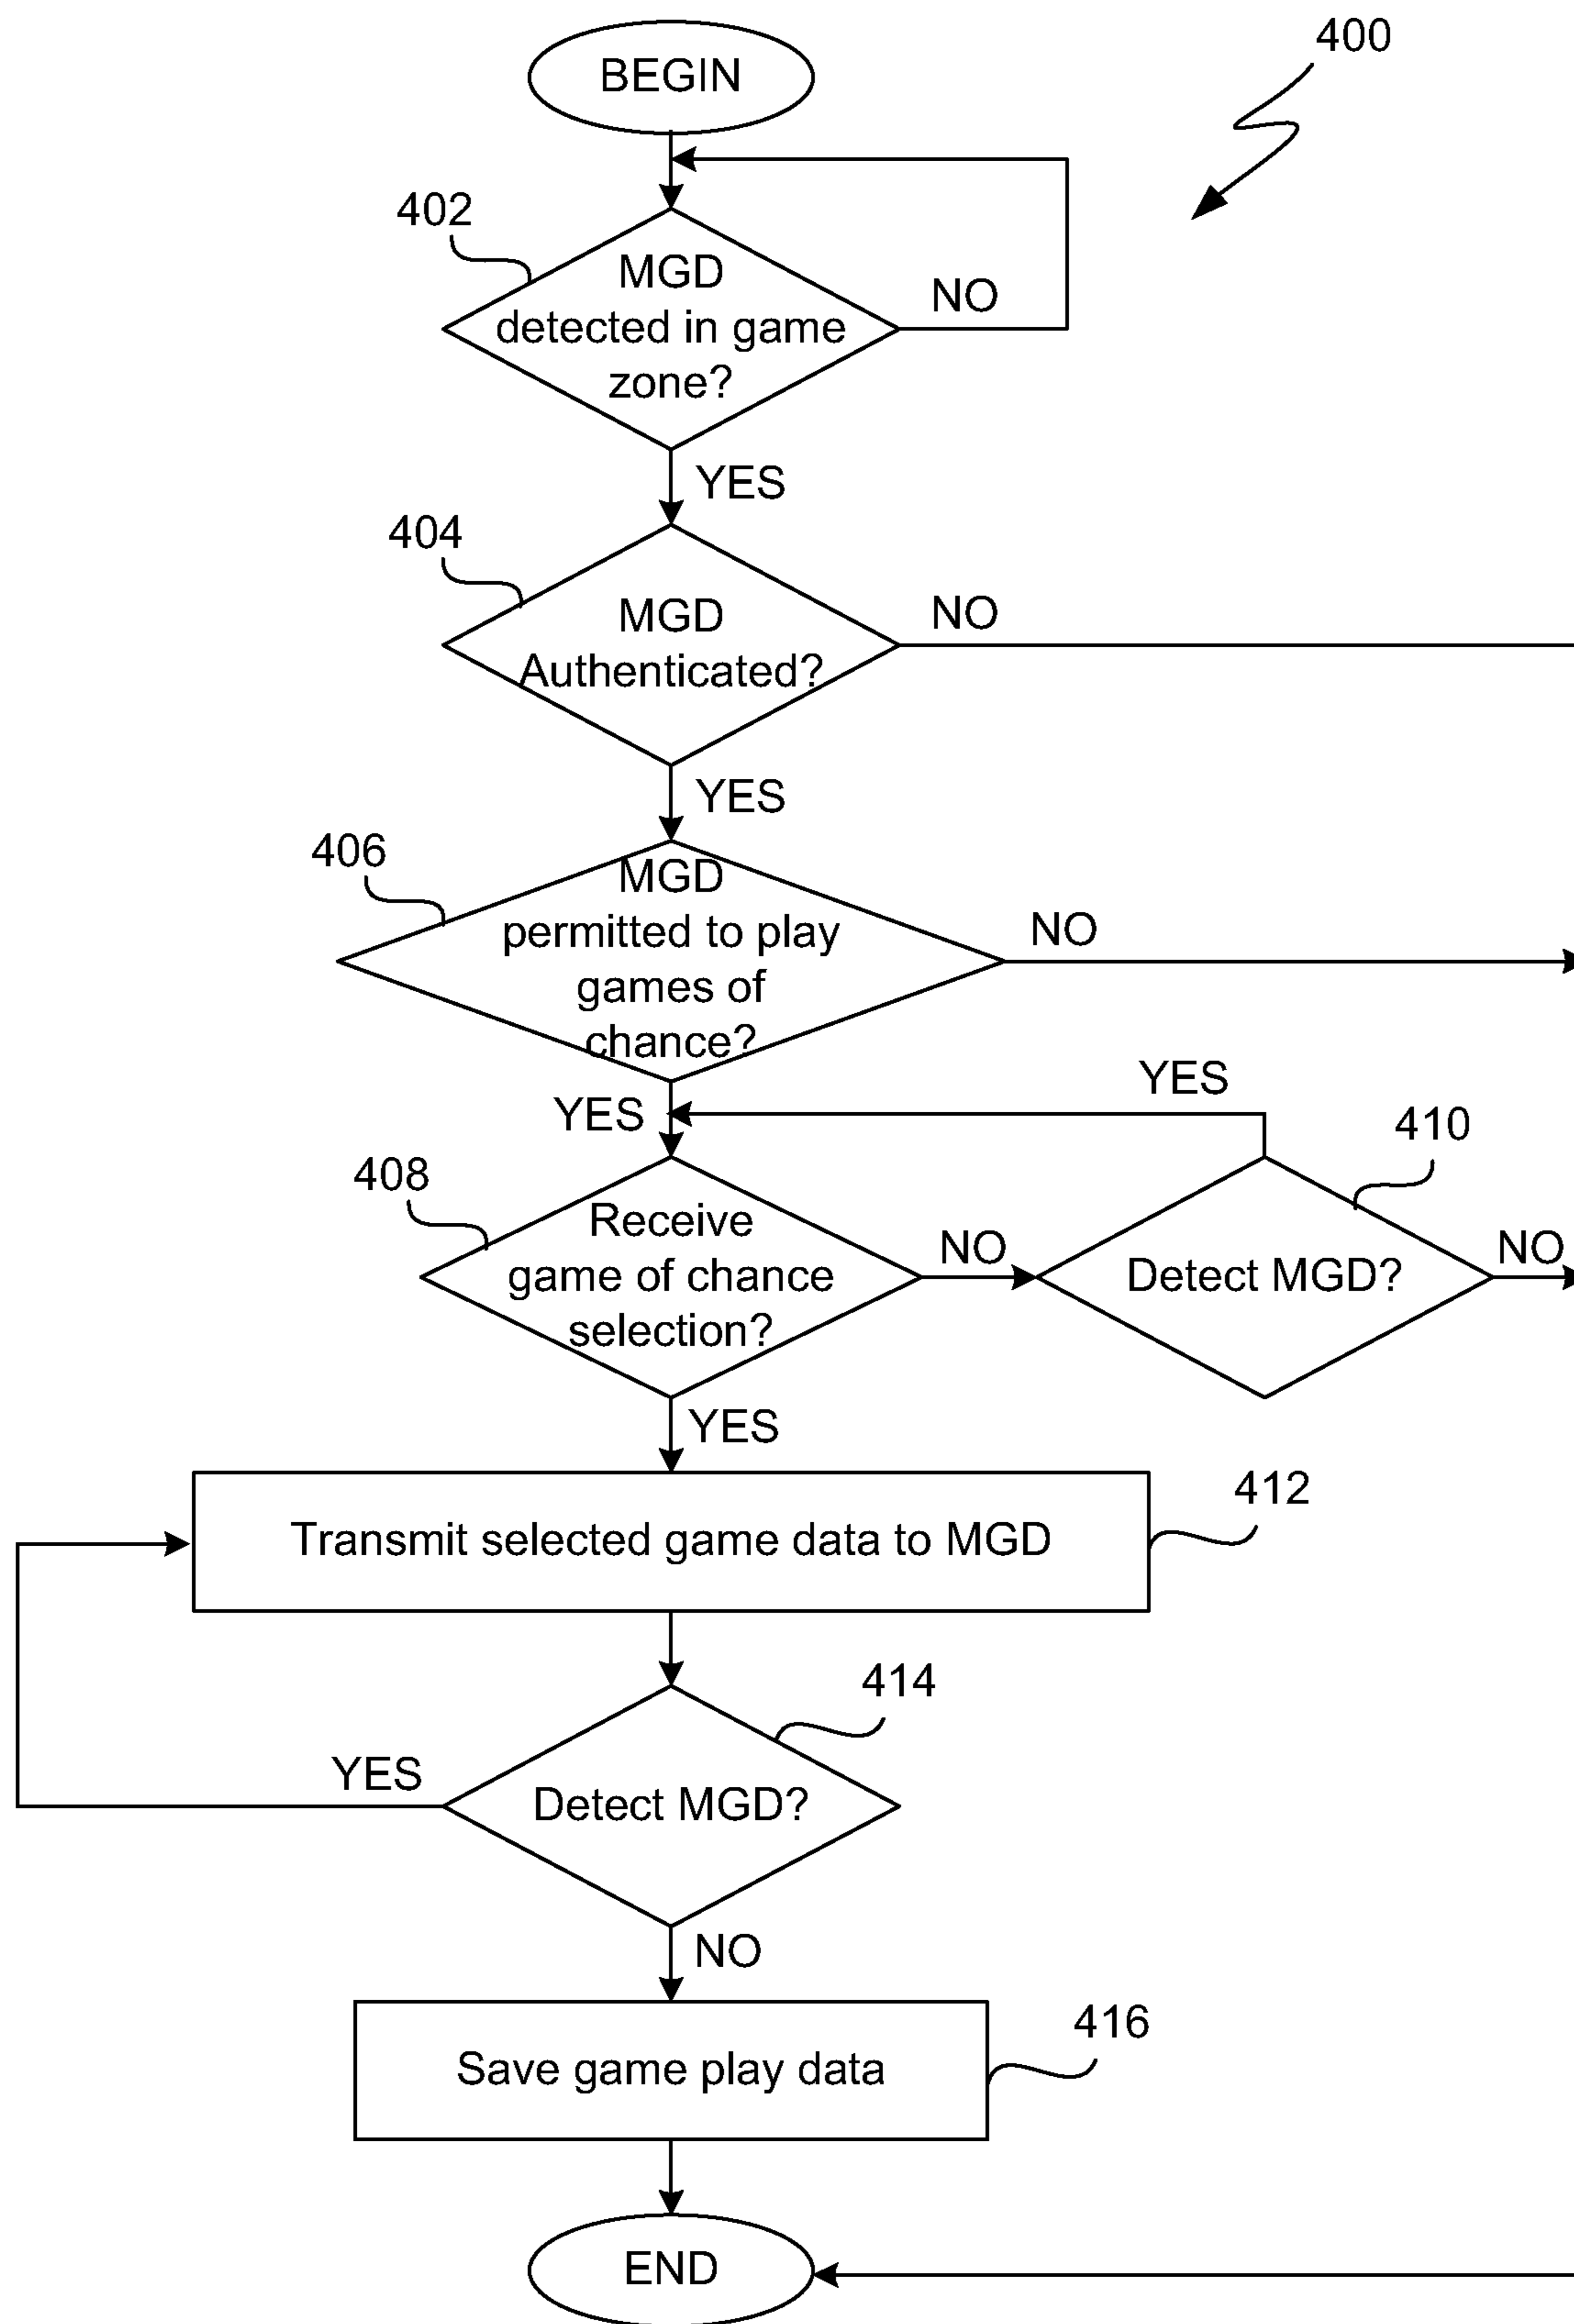 400
BEGIN
402
MGD
detected in game
zone?
NO
YES
404
MGD
Authenticated?
NO
YES
406
MGD
permitted to play
games of
chance?
NO
YES
YES
408
Receive
game of chance
selection?
NO
410
Detect MGD?
NO
YES
Transmit selected game data to MGD
412
414
Detect MGD?
YES
NO
Save game play data
416
END